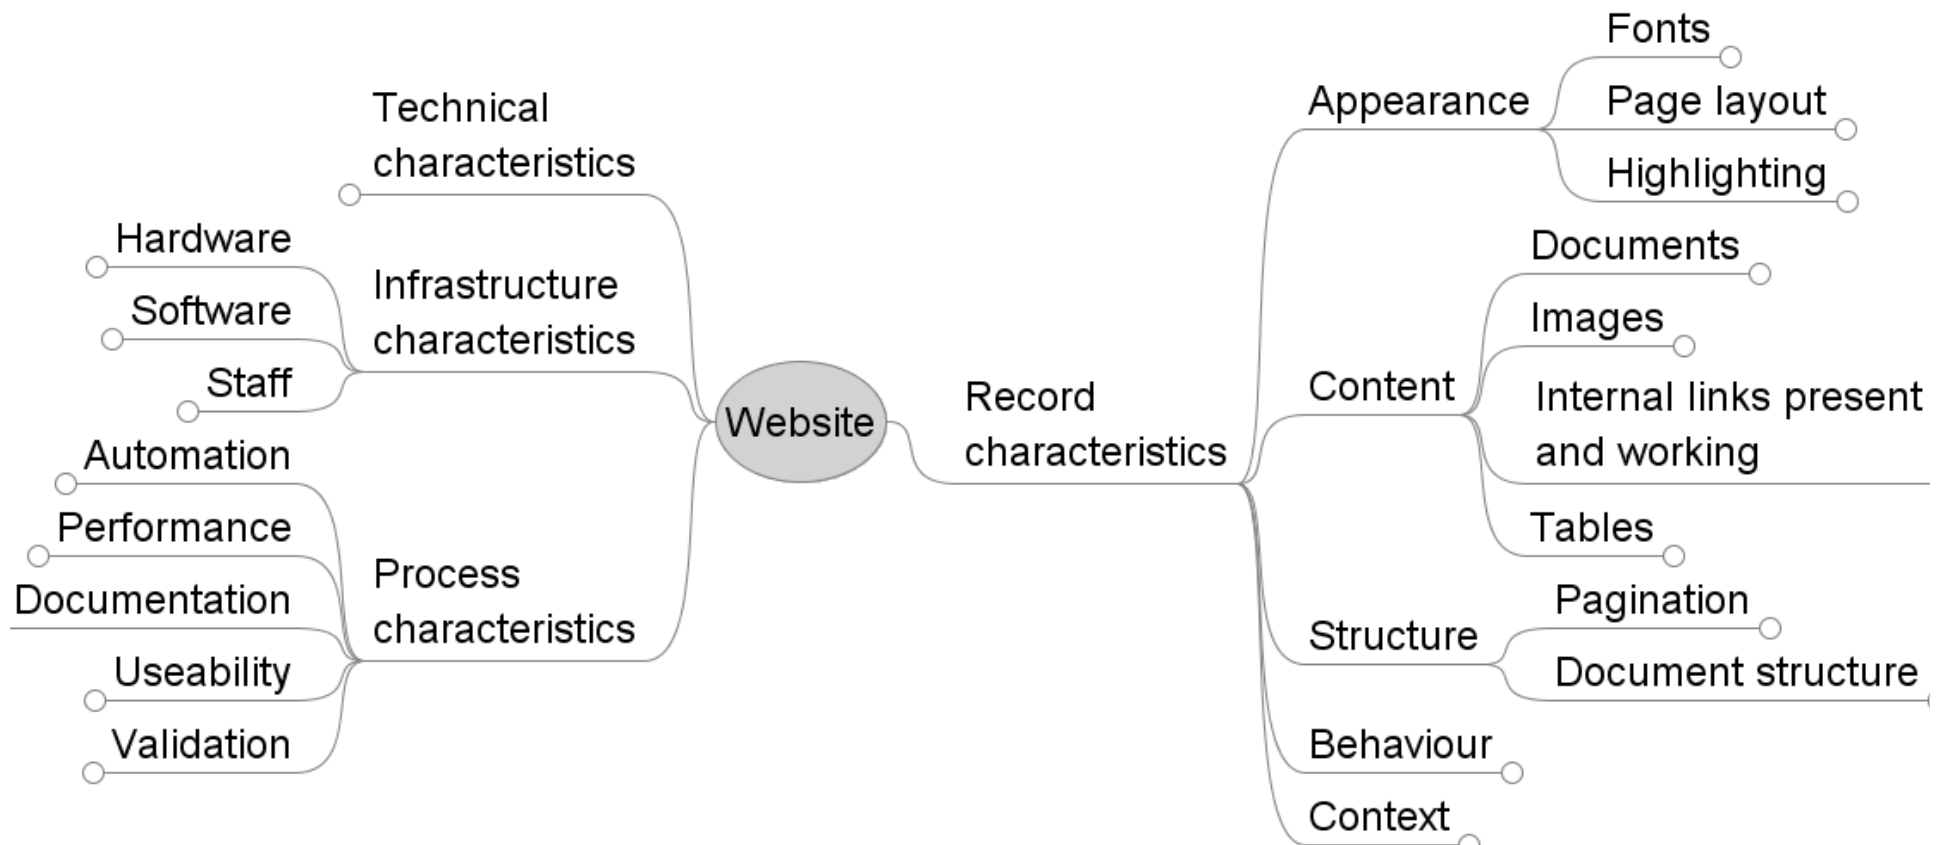 Technical
characteristics
Hardware
Software
Staff
Infrastructure
characteristics
Automation
Performance
Documentation
Useability
Validation
Process
characteristics
Website
Record
characteristics
Appearance
Fonts
Page layout
Highlighting
Content
Documents
Images
Internal links present
and working
Tables
Structure
Pagination
Document structure
Behaviour
Context